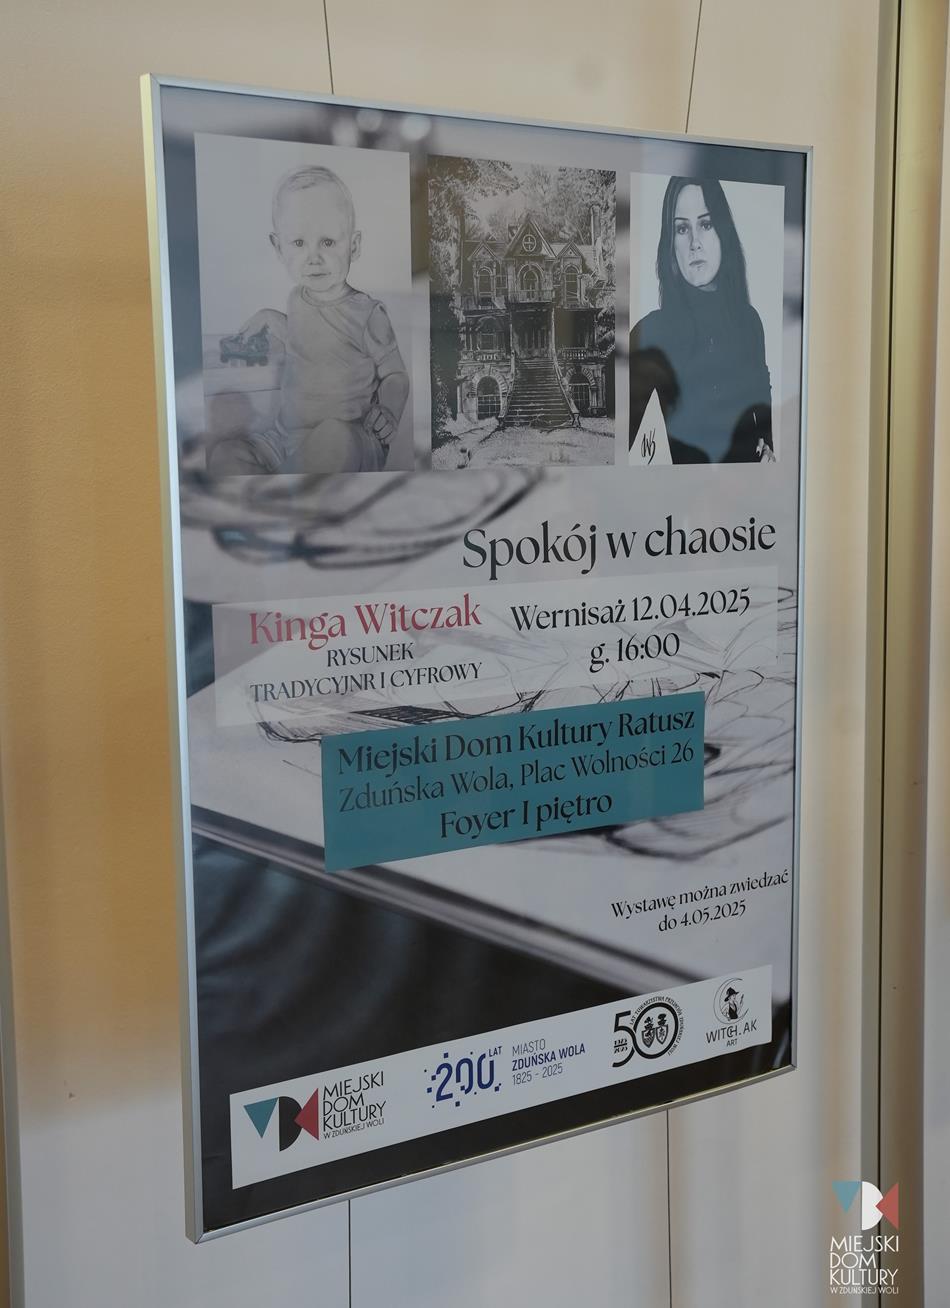 Spokój w chaosie
Kinga Witczak
RYSUNEK
TRADYCYJNR I CYFROWY
Wernisaż 12.04.2025
g. 16:00
Miejski Dom Kultury Ratusz
Zduńska Wola, Plac Wolności 26
Foyer I piętro
Wystawę można zwiedzać
do 4.05.2025
MIEJSKI
DOM
KULTURY
W ZDUŃSKIEJ WOLI
200 LAT
MIASTO
ZDUŃSKA WOLA
1825 - 2025
50
WITCH.AK
ART
MIEJSKI
DOM
KULTURY
W ZDUŃSKIEJ WOLI